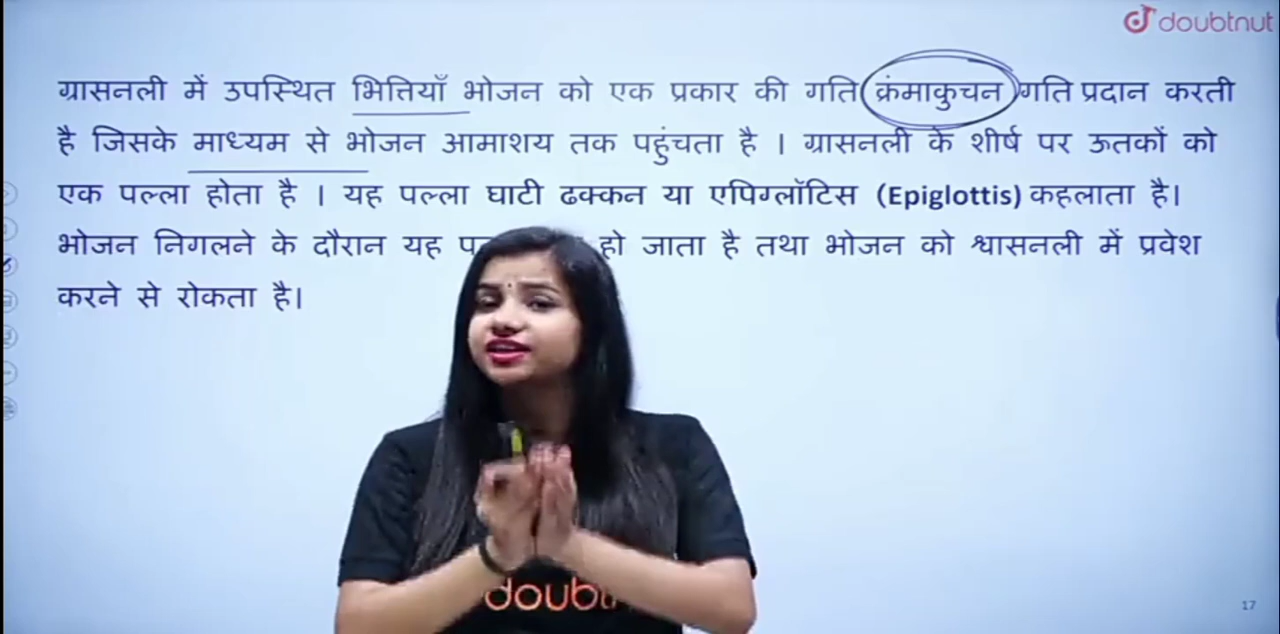 doubtnut
ग्रासनली में उपस्थित भित्तियाँ भोजन को एक प्रकार की गति क्रंमाकुचन गति प्रदान करती
है जिसके माध्यम से भोजन आमाशय तक पहुंचता है । ग्रासनली के शीर्ष पर ऊतकों को
एक पल्ला होता है । यह पल्ला घाटी ढक्कन या एपिग्लॉटिस (Epiglottis) कहलाता है।
भोजन निगलने के दौरान यह हो जाता है तथा भोजन को श्वासनली में प्रवेश
करने से रोकता है।
17